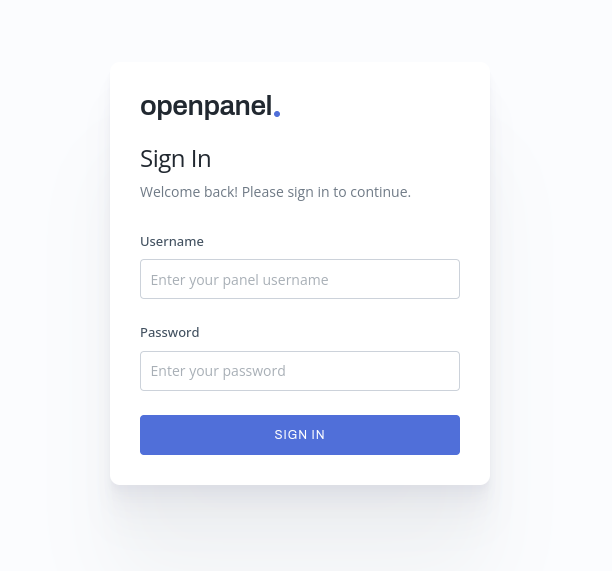 openpanel.
Sign In
Welcome back! Please sign in to continue.
Username
Enter your panel username
Password
Enter your password
SIGN IN